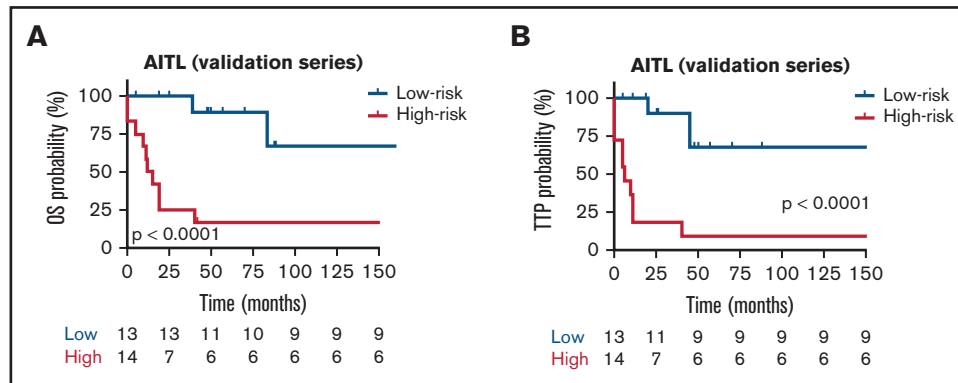 A
AITL (validation series)
OS probability (%)
100
75
50
25
0
Low-risk
High-risk
p < 0.0001
0 25 50 75 100 125 150
Time (months)
Low 13 13 11 10 9 9 9
High 14 7 6 6 6 6 6
B
AITL (validation series)
TTP probability (%)
100
75
50
25
0
Low-risk
High-risk
p < 0.0001
0 25 50 75 100 125 150
Time (months)
Low 13 11 9 9 9 9 9
High 14 7 6 6 6 6 6